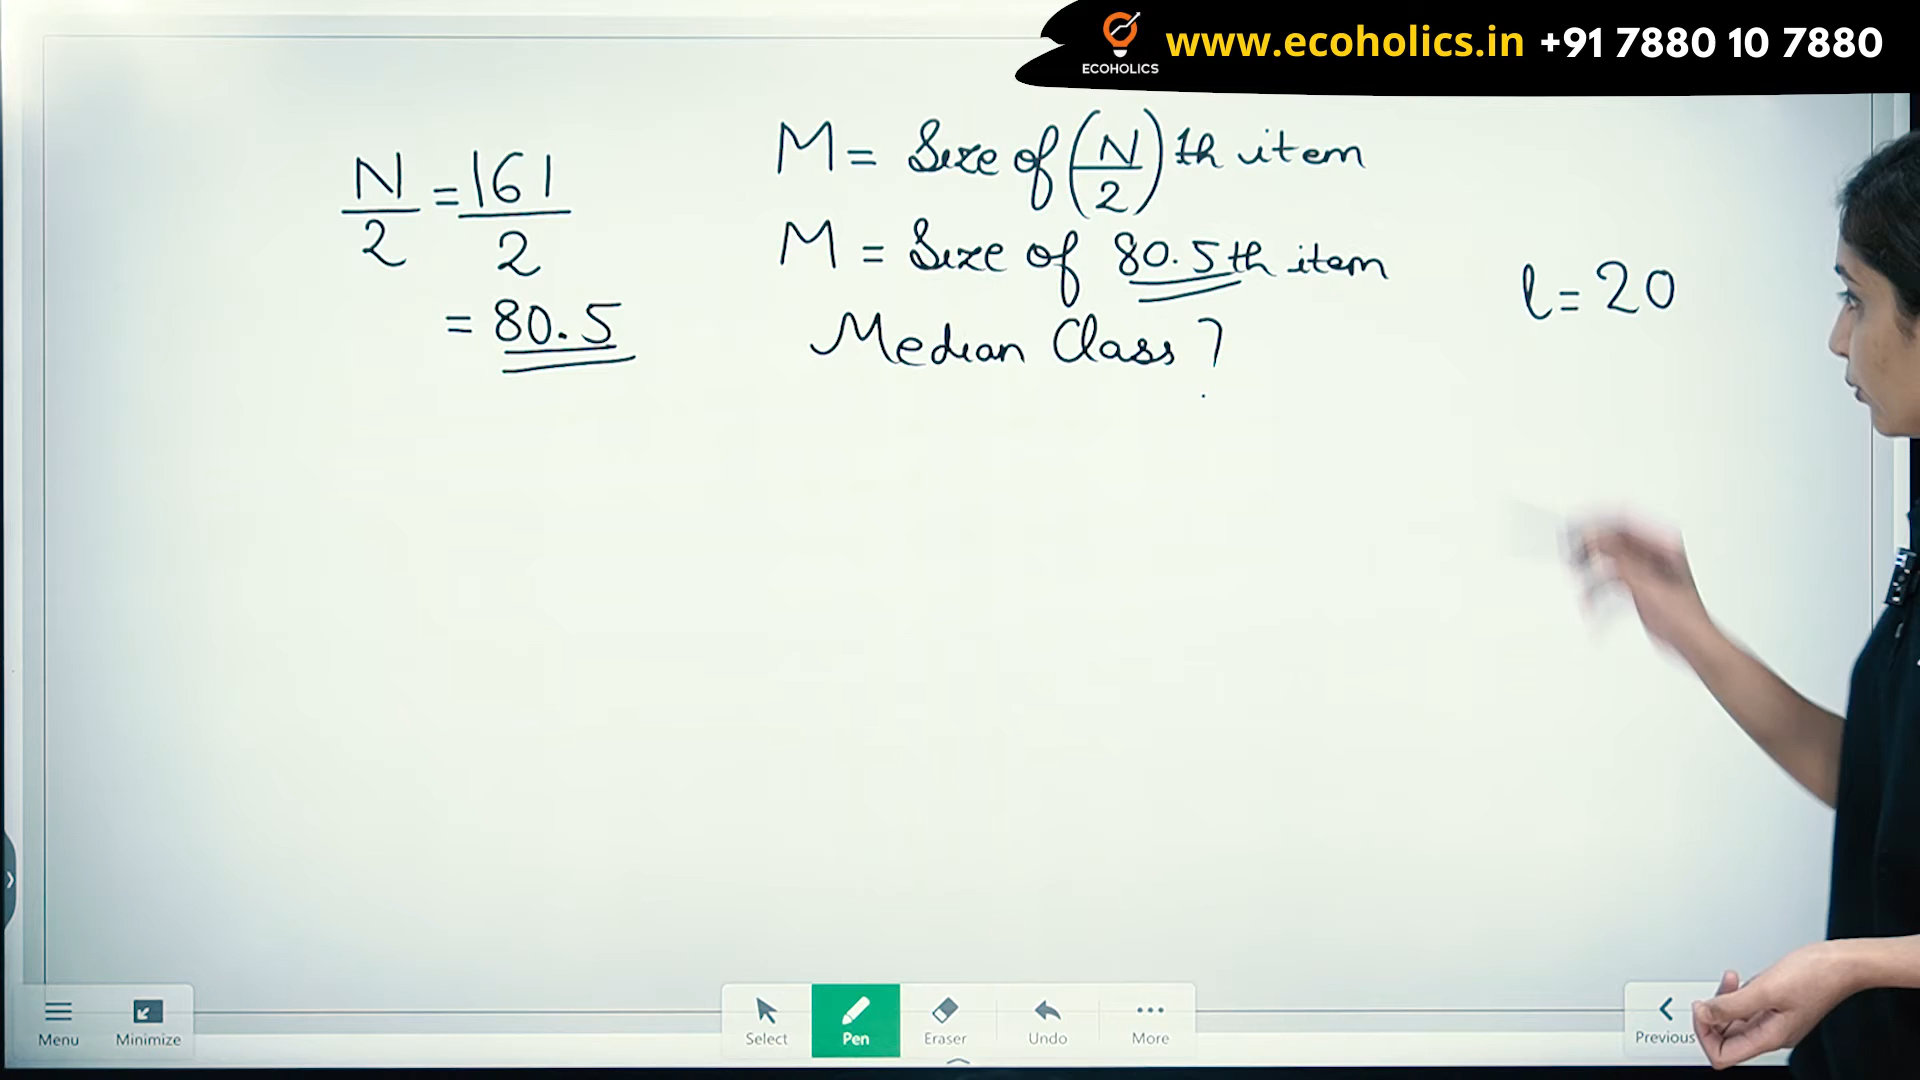 www.ecoholics.in +91 7880 10 7880
ECOHOLICS
N/2 = 161/2
= 80.5
M = Size of (N/2) th item
M = Size of 80.5th item
Median Class ?
l = 20
Menu
Minimize
Select
Pen
Eraser
Undo
More
Previous